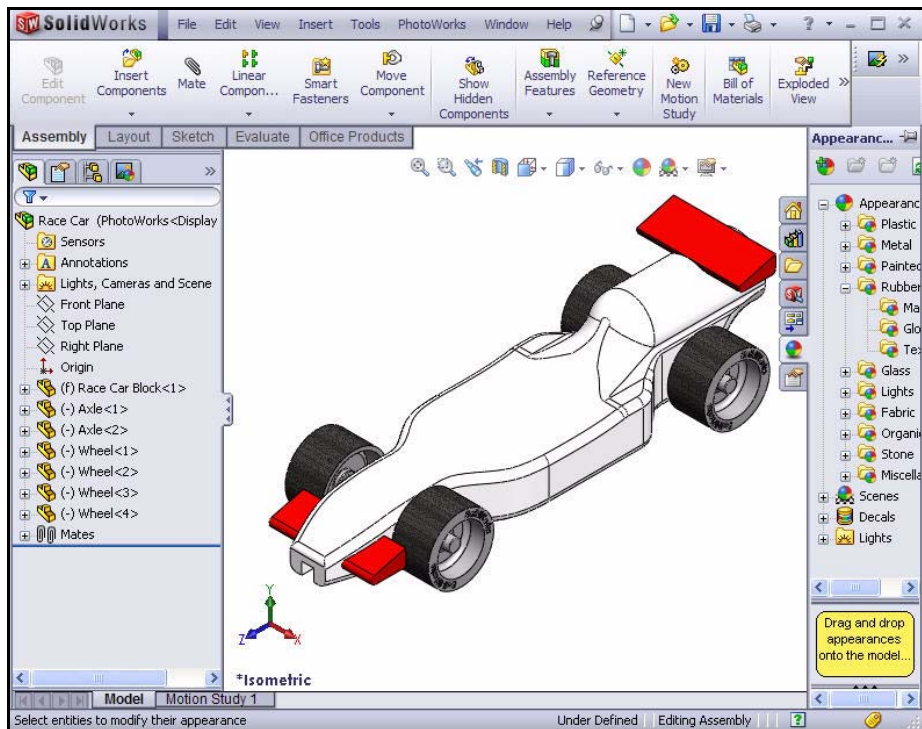 SolidWorks File Edit View Insert Tools PhotoWorks Window Help ?
Edit Component
Insert Components
Mate
Linear Compon...
Smart Fasteners
Move Component
Show Hidden Components
Assembly Features
Reference Geometry
New Motion Study
Bill of Materials
Exploded View
Assembly Layout Sketch Evaluate Office Products
Race Car (PhotoWorks<Display
Sensors
Annotations
Lights, Cameras and Scene
Front Plane
Top Plane
Right Plane
Origin
(f) Race Car Block<1>
(-) Axle<1>
(-) Axle<2>
(-) Wheel<1>
(-) Wheel<2>
(-) Wheel<3>
(-) Wheel<4>
Mates
Y
Z X
*Isometric
Appearanc...
Appearanc
Plastic
Metal
Painted
Rubber
Ma
Glo
Te
Glass
Lights
Fabric
Organi
Stone
Miscella
Scenes
Decals
Lights
Drag and drop
appearances
onto the model...
Model Motion Study 1
Select entities to modify their appearance Under Defined Editing Assembly ?